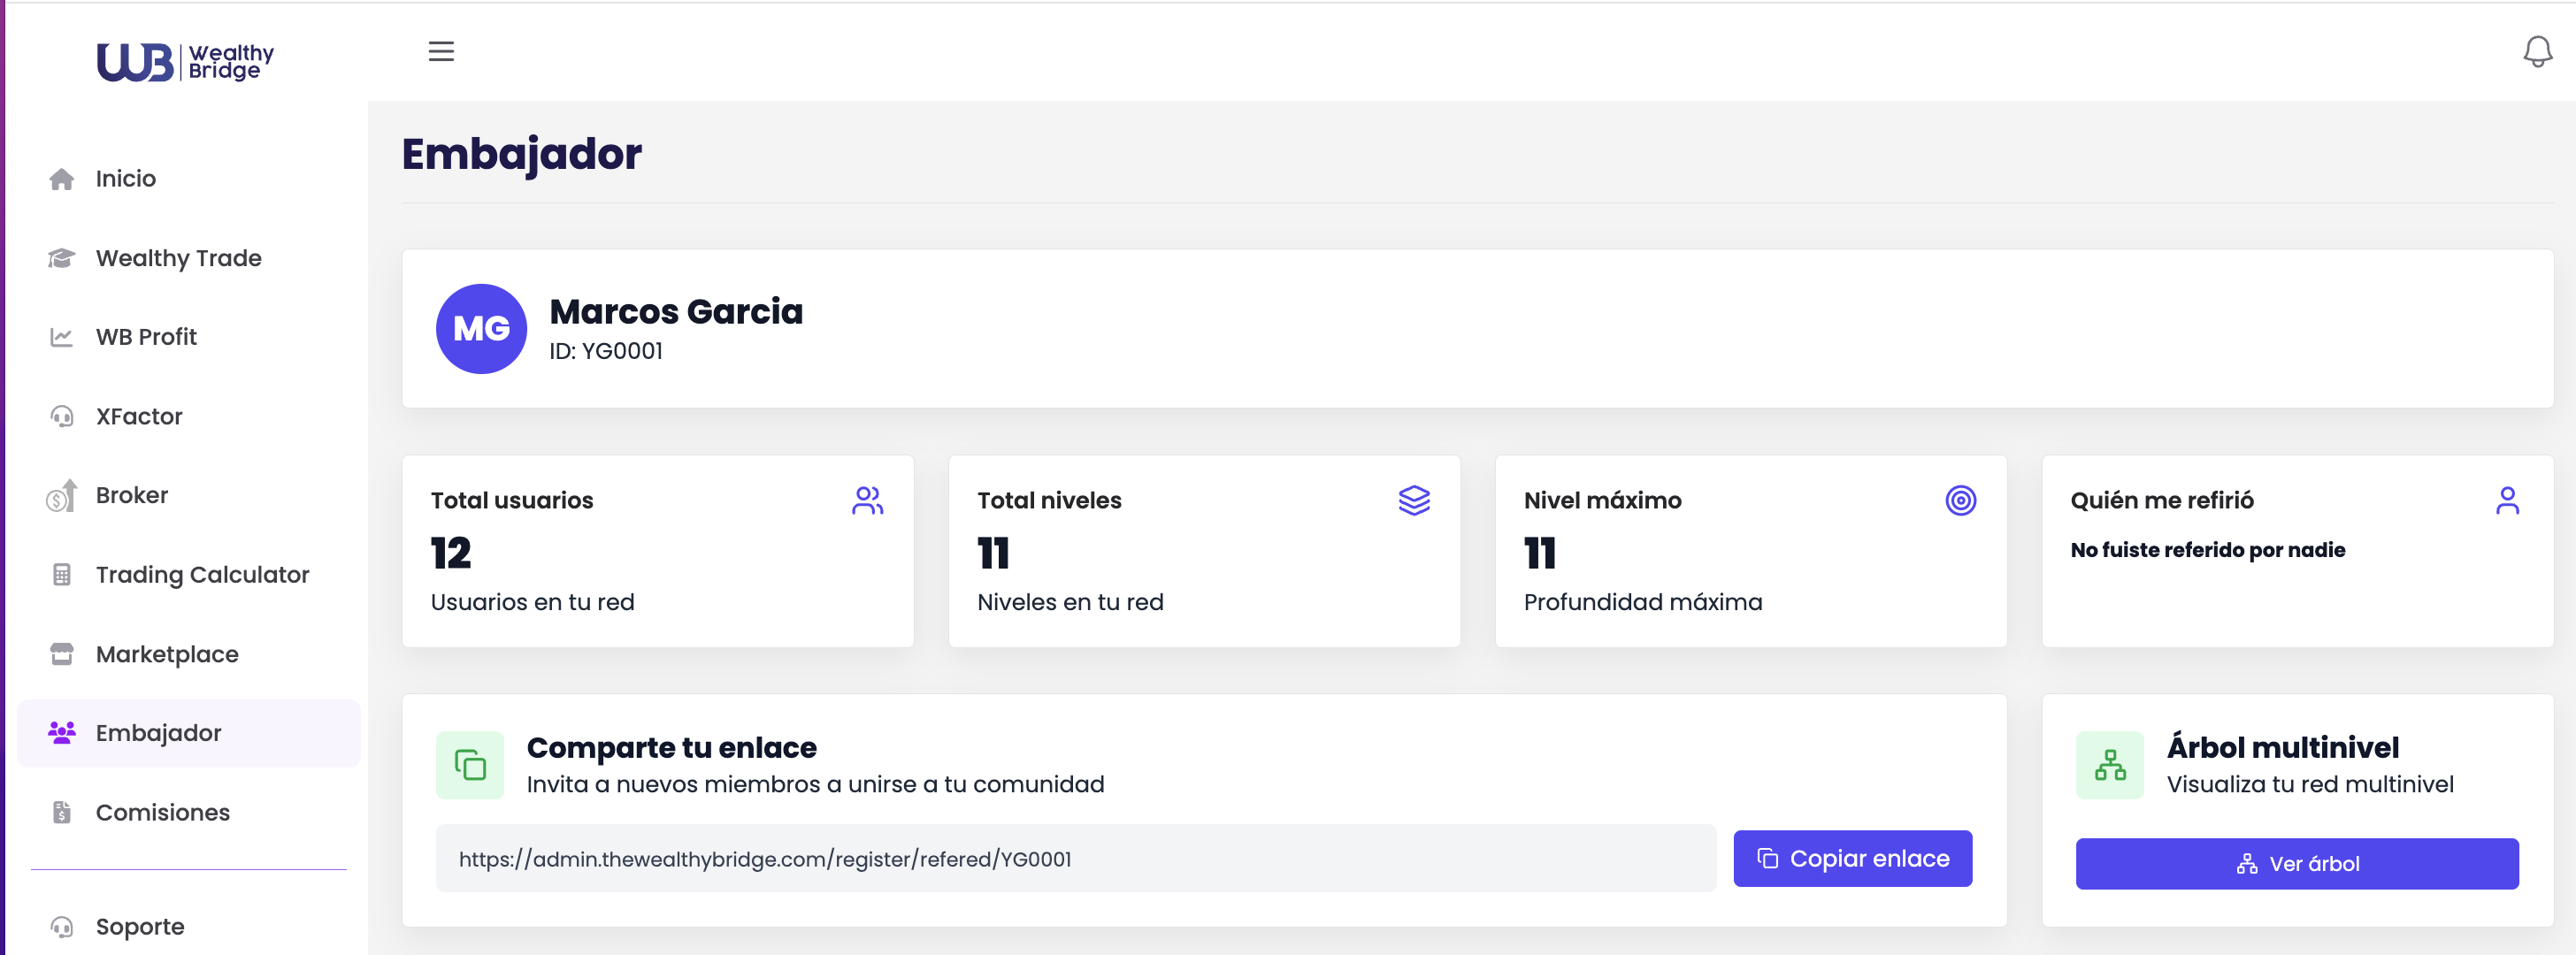 WB Wealthy
Bridge
Inicio
Wealthy Trade
WB Profit
XFactor
$
Broker
Trading Calculator
Marketplace
Embajador
$
Comisiones
Soporte
Embajador
MG
Marcos Garcia
ID: YG0001
Total usuarios
12
Usuarios en tu red
Total niveles
11
Niveles en tu red
Nivel máximo
11
Profundidad máxima
Quién me refirió
No fuiste referido por nadie
Comparte tu enlace
Invita a nuevos miembros a unirse a tu comunidad
https://admin.thewealthybridge.com/register/refered/YG0001
Copiar enlace
Árbol multinivel
Visualiza tu red multinivel
Ver árbol